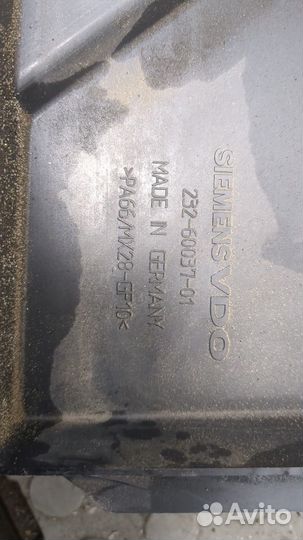 SIEMENS VDO
232-60037-01
MADE IN GERMANY
>PA66/MX28-GF10<
Avito